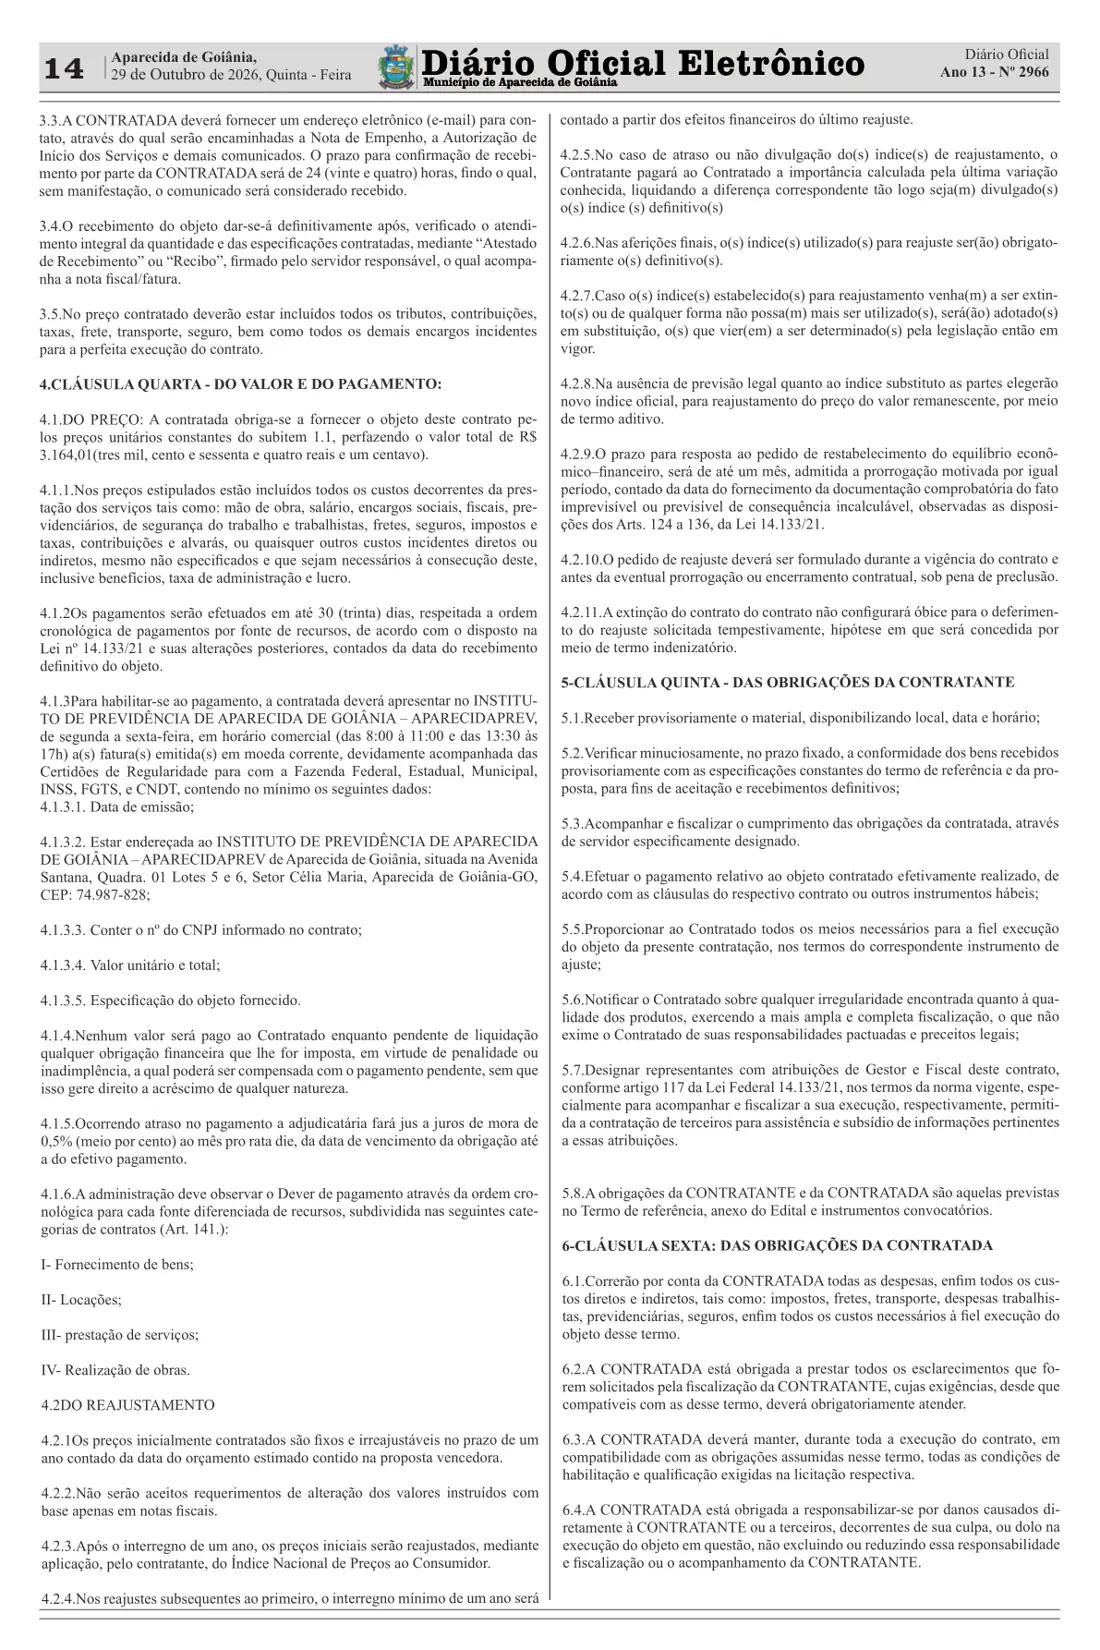 14
Aparecida de Goiânia,
29 de Outubro de 2026, Quinta - Feira
Diário Oficial Eletrônico
Município de Aparecida de Goiânia
Diário Oficial
Ano 13 - Nº 2966
3.3.A CONTRATADA deverá fornecer um endereço eletrônico (e-mail) para con-
tato, através do qual serão encaminhadas a Nota de Empenho, a Autorização de
Início dos Serviços e demais comunicados. O prazo para confirmação de recebi-
mento por parte da CONTRATADA será de 24 (vinte e quatro) horas, findo o qual,
sem manifestação, o comunicado será considerado recebido.
3.4.O recebimento do objeto dar-se-á definitivamente após, verificado o atendi-
mento integral da quantidade e das especificações contratadas, mediante “Atestado
de Recebimento” ou “Recibo”, firmado pelo servidor responsável, o qual acompa-
nha a nota fiscal/fatura.
3.5.No preço contratado deverão estar incluídos todos os tributos, contribuições,
taxas, frete, transporte, seguro, bem como todos os demais encargos incidentes
para a perfeita execução do contrato.
4.CLÁUSULA QUARTA - DO VALOR E DO PAGAMENTO:
4.1.DO PREÇO: A contratada obriga-se a fornecer o objeto deste contrato pe-
los preços unitários constantes do subitem 1.1, perfazendo o valor total de R$
3.164,01(tres mil, cento e sessenta e quatro reais e um centavo).
4.1.1.Nos preços estipulados estão incluídos todos os custos decorrentes da pres-
tação dos serviços tais como: mão de obra, salário, encargos sociais, fiscais, pre-
videnciários, de segurança do trabalho e trabalhistas, fretes, seguros, impostos e
taxas, contribuições e alvarás, ou quaisquer outros custos incidentes diretos ou
indiretos, mesmo não especificados e que sejam necessários à consecução deste,
inclusive benefícios, taxa de administração e lucro.
4.1.2Os pagamentos serão efetuados em até 30 (trinta) dias, respeitada a ordem
cronológica de pagamentos por fonte de recursos, de acordo com o disposto na
Lei nº 14.133/21 e suas alterações posteriores, contados da data do recebimento
definitivo do objeto.
4.1.3Para habilitar-se ao pagamento, a contratada deverá apresentar no INSTITU-
TO DE PREVIDÊNCIA DE APARECIDA DE GOIÂNIA – APARECIDAPREV,
de segunda a sexta-feira, em horário comercial (das 8:00 à 11:00 e das 13:30 às
17h) a(s) fatura(s) emitida(s) em moeda corrente, devidamente acompanhada das
Certidões de Regularidade para com a Fazenda Federal, Estadual, Municipal,
INSS, FGTS, e CNDT, contendo no mínimo os seguintes dados:
4.1.3.1. Data de emissão;
4.1.3.2. Estar endereçada ao INSTITUTO DE PREVIDÊNCIA DE APARECIDA
DE GOIÂNIA – APARECIDAPREV de Aparecida de Goiânia, situada na Avenida
Santana, Quadra. 01 Lotes 5 e 6, Setor Célia Maria, Aparecida de Goiânia-GO,
CEP: 74.987-828;
4.1.3.3. Conter o nº do CNPJ informado no contrato;
4.1.3.4. Valor unitário e total;
4.1.3.5. Especificação do objeto fornecido.
4.1.4.Nenhum valor será pago ao Contratado enquanto pendente de liquidação
qualquer obrigação financeira que lhe for imposta, em virtude de penalidade ou
inadimplência, a qual poderá ser compensada com o pagamento pendente, sem que
isso gere direito a acréscimo de qualquer natureza.
4.1.5.Ocorrendo atraso no pagamento a adjudicatária fará jus a juros de mora de
0,5% (meio por cento) ao mês pro rata die, da data de vencimento da obrigação até
a do efetivo pagamento.
4.1.6.A administração deve observar o Dever de pagamento através da ordem cro-
nológica para cada fonte diferenciada de recursos, subdividida nas seguintes cate-
gorias de contratos (Art. 141.):
I- Fornecimento de bens;
II- Locações;
III- prestação de serviços;
IV- Realização de obras.
4.2DO REAJUSTAMENTO
4.2.1Os preços inicialmente contratados são fixos e irreajustáveis no prazo de um
ano contado da data do orçamento estimado contido na proposta vencedora.
4.2.2.Não serão aceitos requerimentos de alteração dos valores instruídos com
base apenas em notas fiscais.
4.2.3.Após o interregno de um ano, os preços iniciais serão reajustados, mediante
aplicação, pelo contratante, do Índice Nacional de Preços ao Consumidor.
4.2.4.Nos reajustes subsequentes ao primeiro, o interregno mínimo de um ano será
contado a partir dos efeitos financeiros do último reajuste.
4.2.5.No caso de atraso ou não divulgação do(s) índice(s) de reajustamento, o
Contratante pagará ao Contratado a importância calculada pela última variação
conhecida, liquidando a diferença correspondente tão logo seja(m) divulgado(s)
o(s) índice (s) definitivo(s)
4.2.6.Nas aferições finais, o(s) índice(s) utilizado(s) para reajuste ser(ão) obrigato-
riamente o(s) definitivo(s).
4.2.7.Caso o(s) índice(s) estabelecido(s) para reajustamento venha(m) a ser extin-
to(s) ou de qualquer forma não possa(m) mais ser utilizado(s), será(ão) adotado(s)
em substituição, o(s) que vier(em) a ser determinado(s) pela legislação então em
vigor.
4.2.8.Na ausência de previsão legal quanto ao índice substituto as partes elegerão
novo índice oficial, para reajustamento do preço do valor remanescente, por meio
de termo aditivo.
4.2.9.O prazo para resposta ao pedido de restabelecimento do equilíbrio econô-
mico–financeiro, será de até um mês, admitida a prorrogação motivada por igual
período, contado da data do fornecimento da documentação comprobatória do fato
imprevisível ou previsível de consequência incalculável, observadas as disposi-
ções dos Arts. 124 a 136, da Lei 14.133/21.
4.2.10.O pedido de reajuste deverá ser formulado durante a vigência do contrato e
antes da eventual prorrogação ou encerramento contratual, sob pena de preclusão.
4.2.11.A extinção do contrato do contrato não configurará óbice para o deferimen-
to do reajuste solicitada tempestivamente, hipótese em que será concedida por
meio de termo indenizatório.
5-CLÁUSULA QUINTA - DAS OBRIGAÇÕES DA CONTRATANTE
5.1.Receber provisoriamente o material, disponibilizando local, data e horário;
5.2.Verificar minuciosamente, no prazo fixado, a conformidade dos bens recebidos
provisoriamente com as especificações constantes do termo de referência e da pro-
posta, para fins de aceitação e recebimentos definitivos;
5.3.Acompanhar e fiscalizar o cumprimento das obrigações da contratada, através
de servidor especificamente designado.
5.4.Efetuar o pagamento relativo ao objeto contratado efetivamente realizado, de
acordo com as cláusulas do respectivo contrato ou outros instrumentos hábeis;
5.5.Proporcionar ao Contratado todos os meios necessários para a fiel execução
do objeto da presente contratação, nos termos do correspondente instrumento de
ajuste;
5.6.Notificar o Contratado sobre qualquer irregularidade encontrada quanto à qua-
lidade dos produtos, exercendo a mais ampla e completa fiscalização, o que não
exime o Contratado de suas responsabilidades pactuadas e preceitos legais;
5.7.Designar representantes com atribuições de Gestor e Fiscal deste contrato,
conforme artigo 117 da Lei Federal 14.133/21, nos termos da norma vigente, espe-
cialmente para acompanhar e fiscalizar a sua execução, respectivamente, permiti-
da a contratação de terceiros para assistência e subsídio de informações pertinentes
a essas atribuições.
5.8.A obrigações da CONTRATANTE e da CONTRATADA são aquelas previstas
no Termo de referência, anexo do Edital e instrumentos convocatórios.
6-CLÁUSULA SEXTA: DAS OBRIGAÇÕES DA CONTRATADA
6.1.Correrão por conta da CONTRATADA todas as despesas, enfim todos os cus-
tos diretos e indiretos, tais como: impostos, fretes, transporte, despesas trabalhis-
tas, previdenciárias, seguros, enfim todos os custos necessários à fiel execução do
objeto desse termo.
6.2.A CONTRATADA está obrigada a prestar todos os esclarecimentos que fo-
rem solicitados pela fiscalização da CONTRATANTE, cujas exigências, desde que
compatíveis com as desse termo, deverá obrigatoriamente atender.
6.3.A CONTRATADA deverá manter, durante toda a execução do contrato, em
compatibilidade com as obrigações assumidas nesse termo, todas as condições de
habilitação e qualificação exigidas na licitação respectiva.
6.4.A CONTRATADA está obrigada a responsabilizar-se por danos causados di-
retamente à CONTRATANTE ou a terceiros, decorrentes de sua culpa, ou dolo na
execução do objeto em questão, não excluindo ou reduzindo essa responsabilidade
e fiscalização ou o acompanhamento da CONTRATANTE.